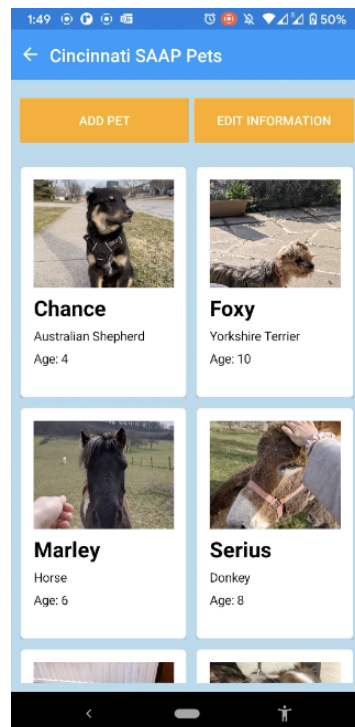 1:49
50%
Cincinnati SAAP Pets
ADD PET
EDIT INFORMATION
Chance
Australian Shepherd
Age: 4
Foxy
Yorkshire Terrier
Age: 10
Marley
Horse
Age: 6
Serius
Donkey
Age: 8